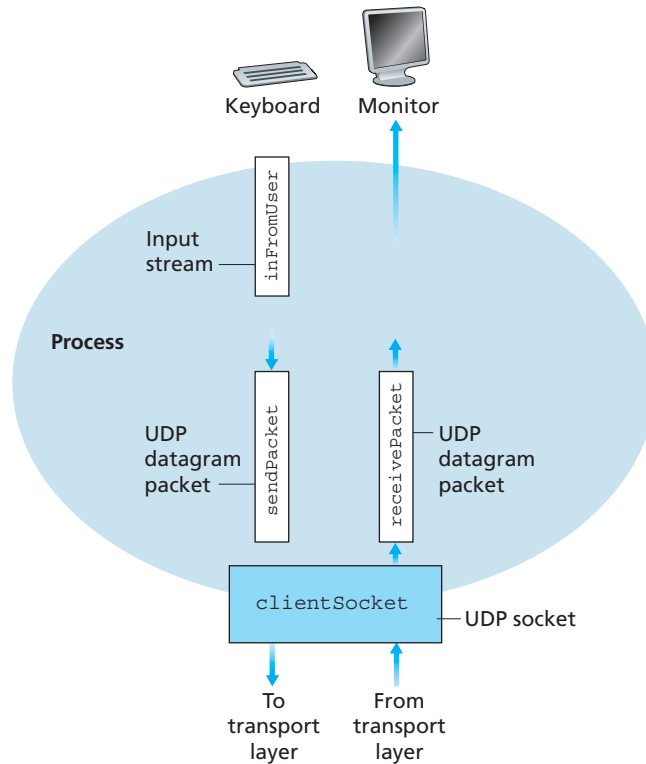 Keyboard
Monitor
inFromUser
Input
stream
Process
UDP
datagram
packet
sendPacket
receivePacket
UDP
datagram
packet
clientSocket
UDP socket
To
transport
layer
From
transport
layer